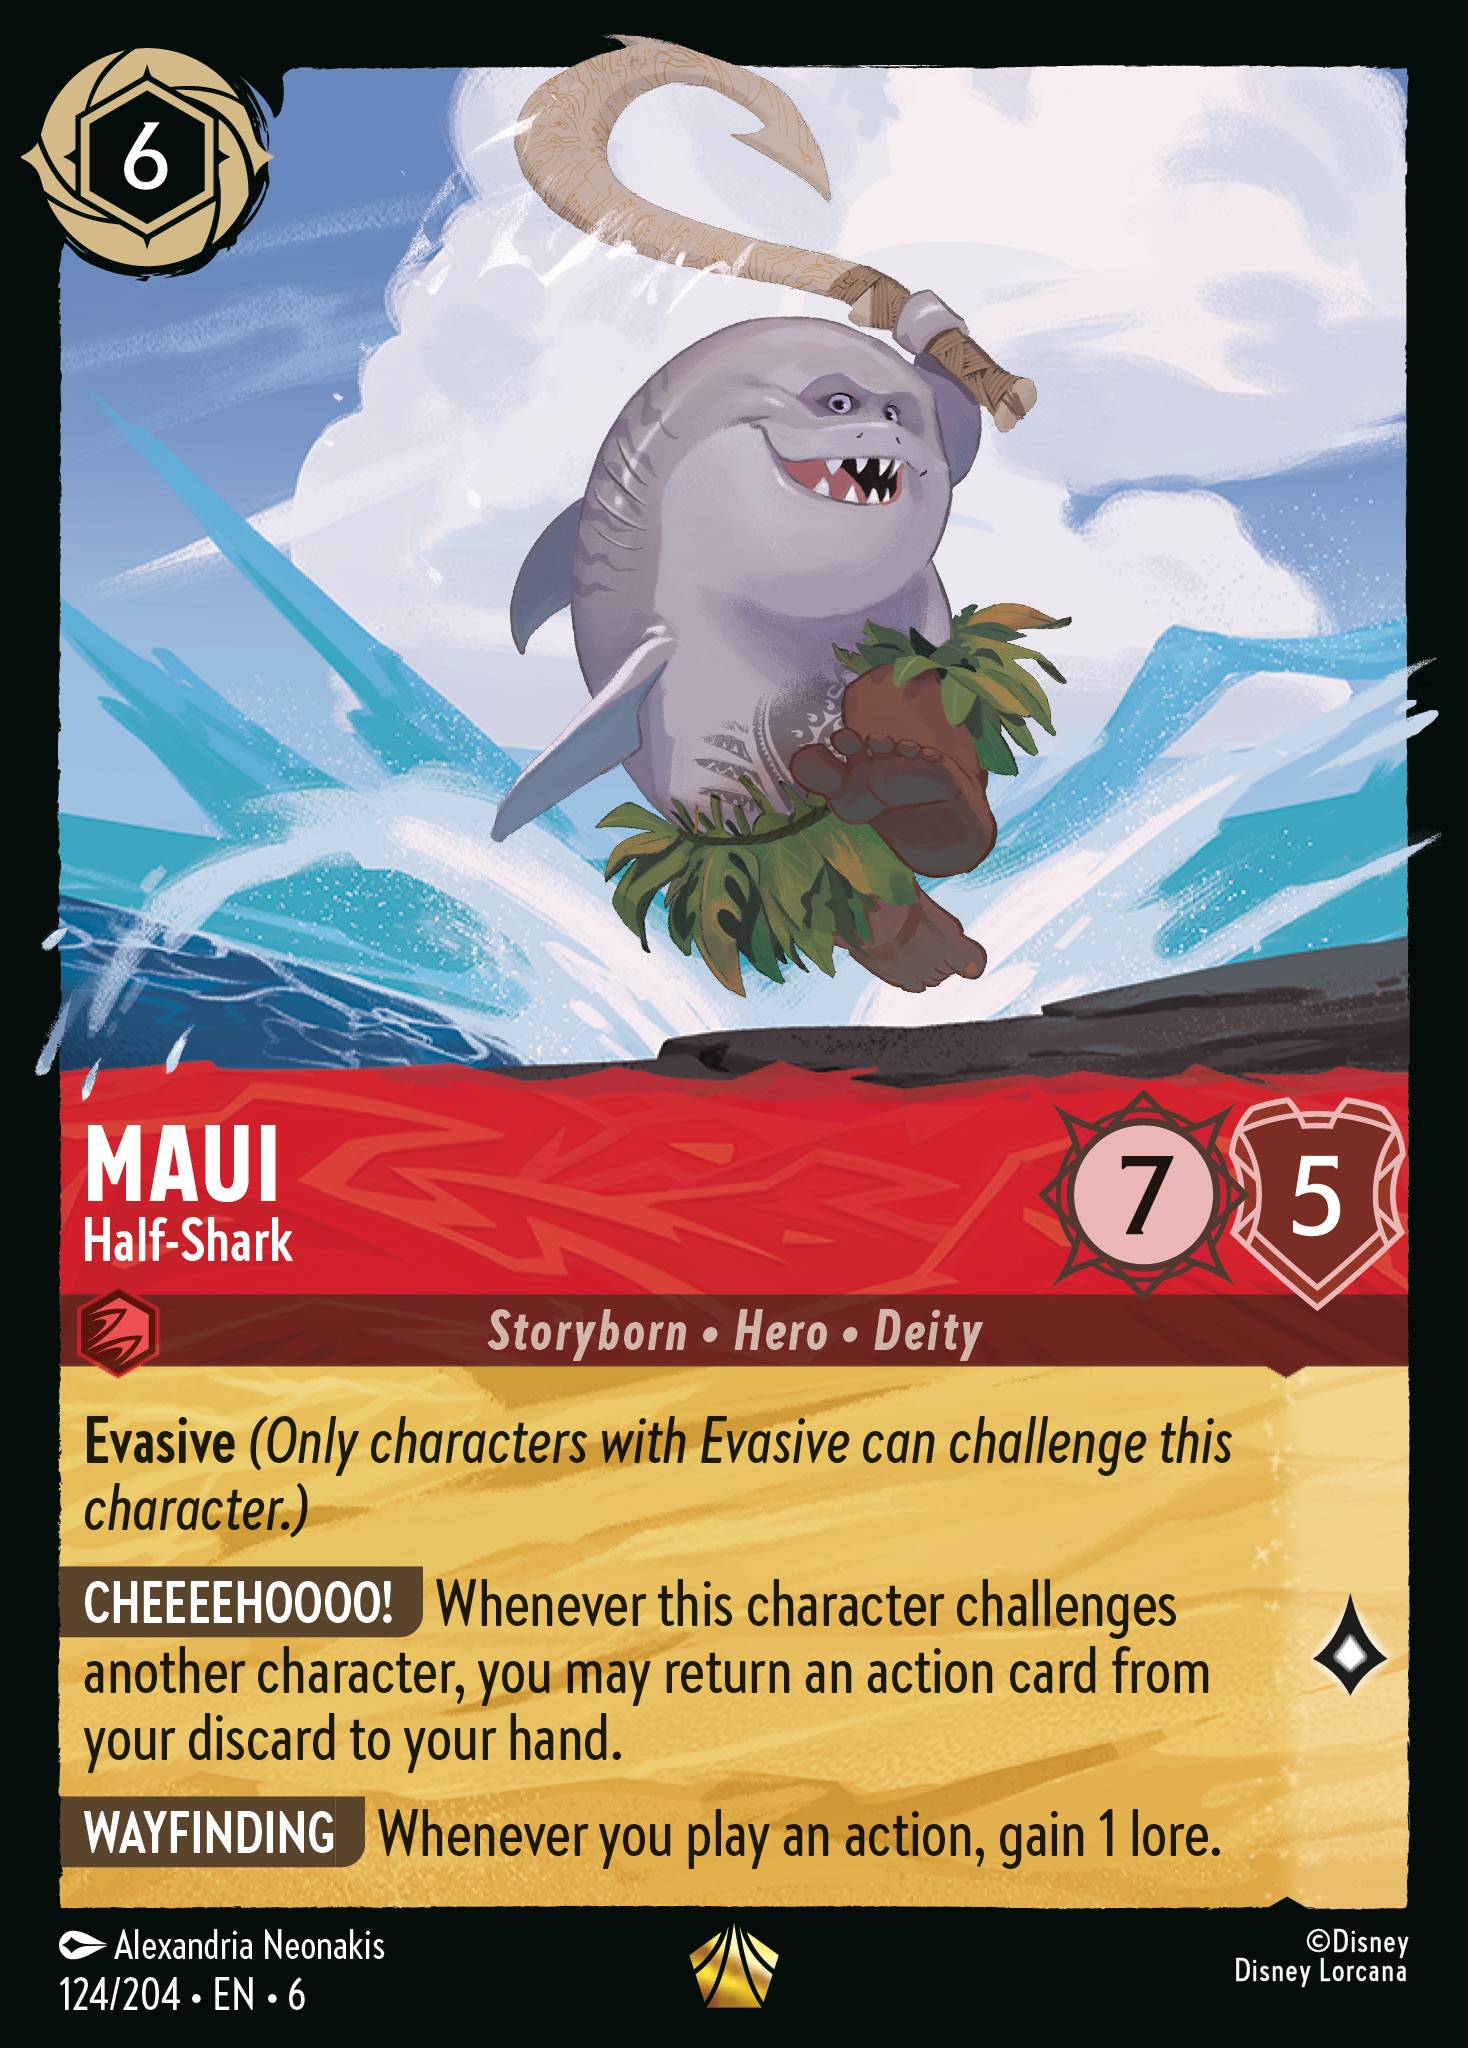 6
MAUI
7
5
Half-Shark
Storyborn • Hero • Deity
Evasive (Only characters with Evasive can challenge this
character.)
CHEEEEHOOOO! Whenever this character challenges
another character, you may return an action card from
your discard to your hand.
WAYFINDING Whenever you play an action, gain 1 lore.
Alexandria Neonakis
124/204 • EN • 6
©Disney
Disney Lorcana